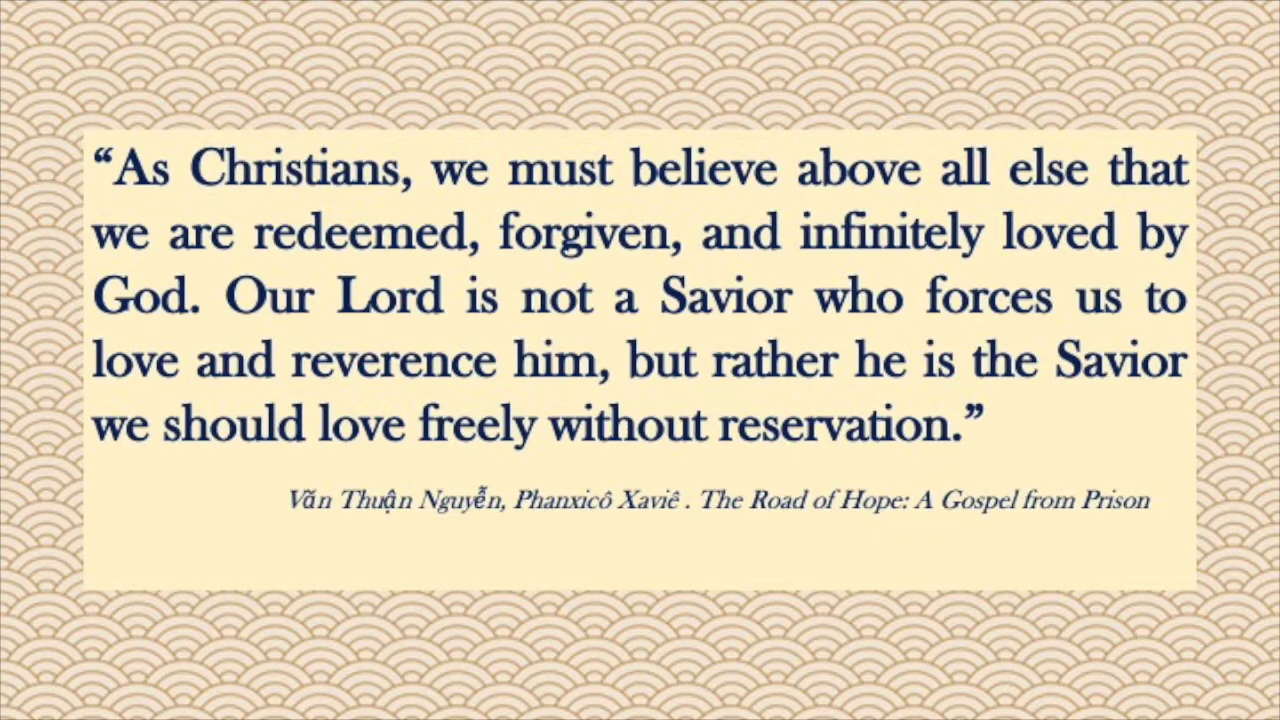 “As Christians, we must believe above all else that
we are redeemed, forgiven, and infinitely loved by
God. Our Lord is not a Savior who forces us to
love and reverence him, but rather he is the Savior
we should love freely without reservation.”
Văn Thuận Nguyễn, Phanxicô Xaviê . The Road of Hope: A Gospel from Prison